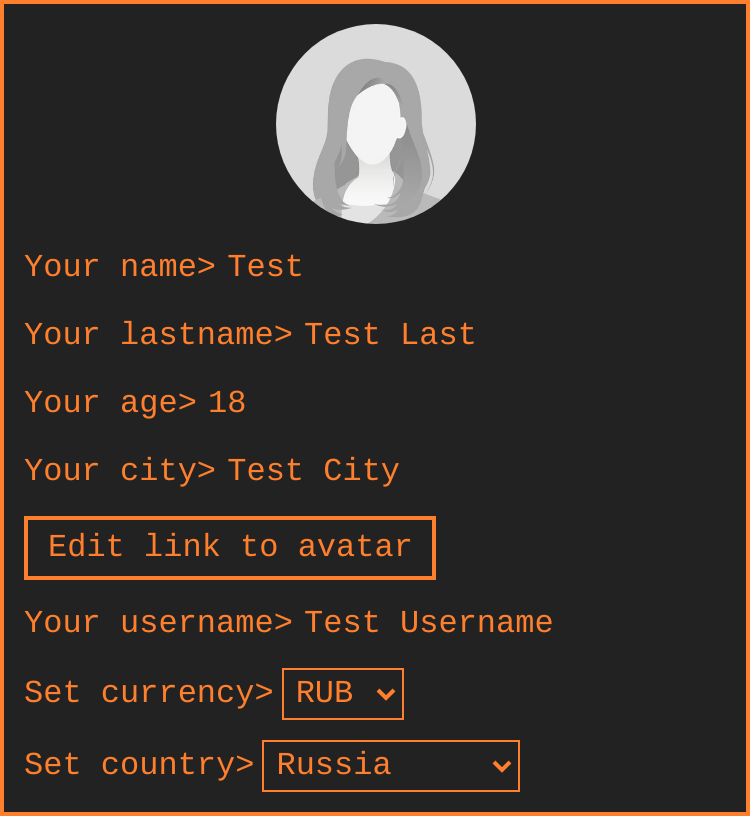 Your name> Test
Your lastname> Test Last
Your age> 18
Your city> Test City
Edit link to avatar
Your username> Test Username
Set currency> RUB
Set country> Russia